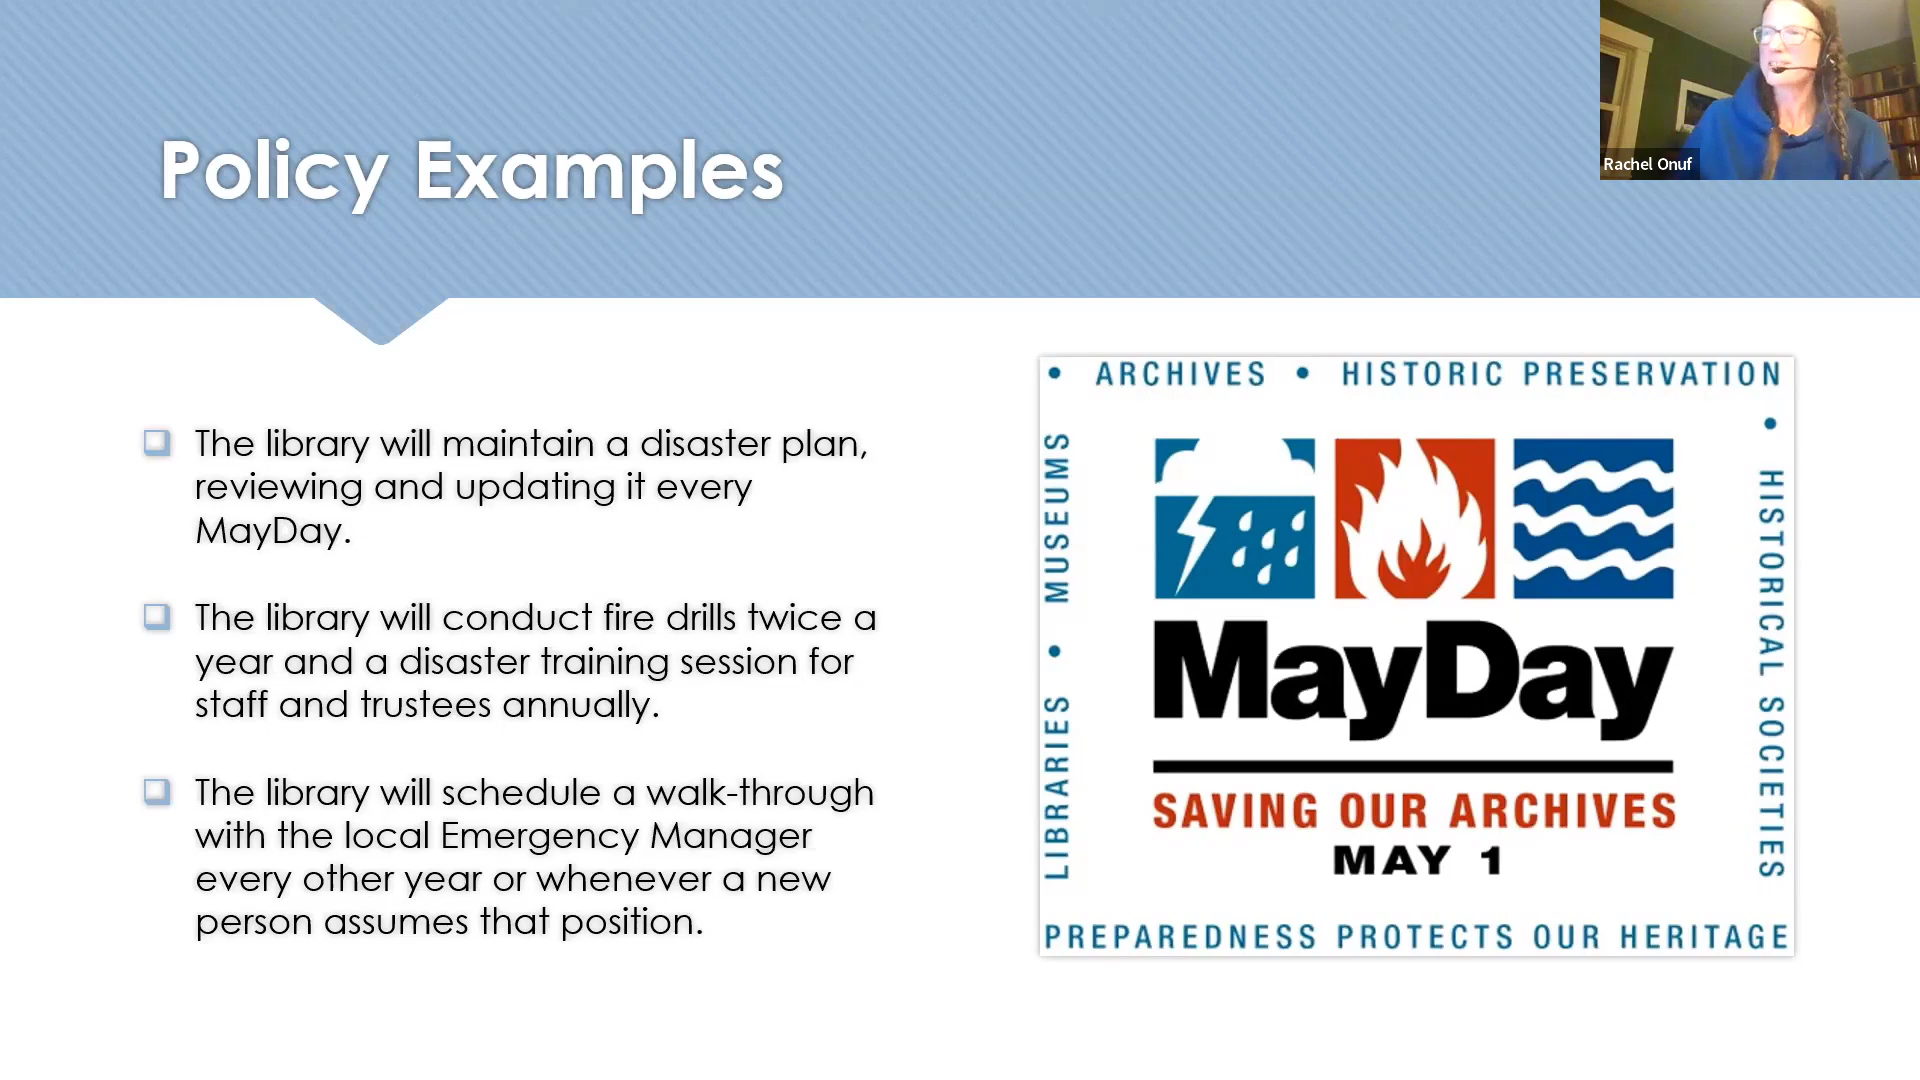 Policy Examples
Rachel Onuf
The library will maintain a disaster plan,
reviewing and updating it every
MayDay.
The library will conduct fire drills twice a
year and a disaster training session for
staff and trustees annually.
The library will schedule a walk-through
with the local Emergency Manager
every other year or whenever a new
person assumes that position.
• ARCHIVES • HISTORIC PRESERVATION
• HISTORICAL SOCIETIES
LIBRARIES • MUSEUMS
MayDay
SAVING OUR ARCHIVES
MAY 1
PREPAREDNESS PROTECTS OUR HERITAGE